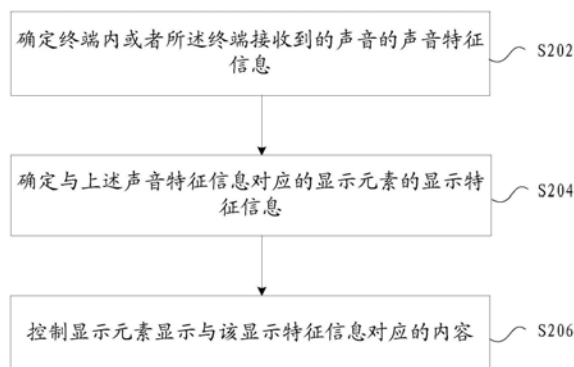 确定终端内或者所述终端接收到的声音的声音特征
信息
S202
确定与上述声音特征信息对应的显示元素的显示特
征信息
S204
控制显示元素显示与该显示特征信息对应的内容
S206